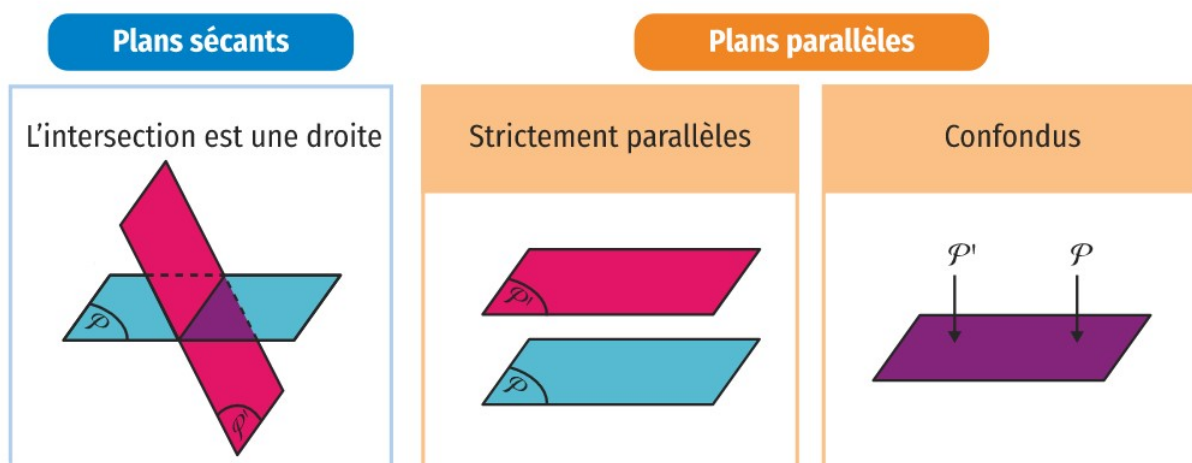 Plans sécants
Plans parallèles
L'intersection est une droite
Strictement parallèles
Confondus
𝒫
𝒫'
𝒫'
𝒫
𝒫'
𝒫